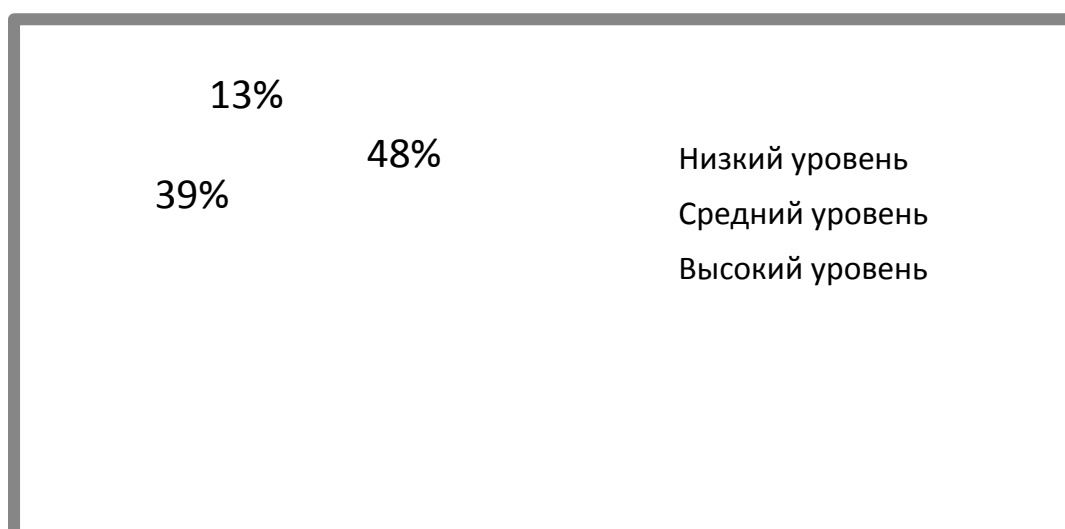 13%
48%
39%
Низкий уровень
Средний уровень
Высокий уровень